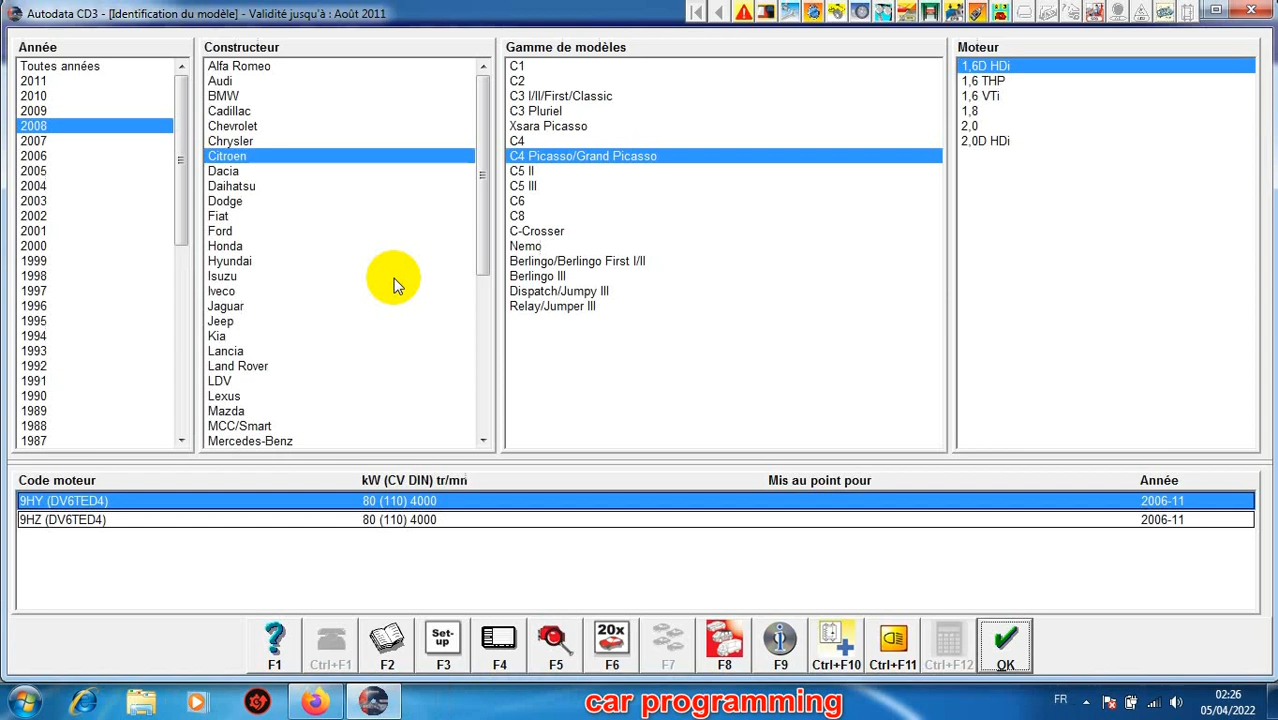 Autodata CD3 - [Identification du modèle] - Validité jusqu'à : Août 2011
Année
Toutes années
2011
2010
2009
2008
2007
2006
2005
2004
2003
2002
2001
2000
1999
1998
1997
1996
1995
1994
1993
1992
1991
1990
1989
1988
1987
Constructeur
Alfa Romeo
Audi
BMW
Cadillac
Chevrolet
Chrysler
Citroen
Dacia
Daihatsu
Dodge
Fiat
Ford
Honda
Hyundai
Isuzu
Iveco
Jaguar
Jeep
Kia
Lancia
Land Rover
LDV
Lexus
Mazda
MCC/Smart
Mercedes-Benz
Gamme de modèles
C1
C2
C3 I/II/First/Classic
C3 Pluriel
Xsara Picasso
C4
C4 Picasso/Grand Picasso
C5 II
C5 III
C6
C8
C-Crosser
Nemo
Berlingo/Berlingo First I/II
Berlingo III
Dispatch/Jumpy III
Relay/Jumper III
Moteur
1,6D HDi
1,6 THP
1,6 VTi
1,8
2,0
2,0D HDi
Code moteur kW (CV DIN) tr/mn Mis au point pour Année
9HY (DV6TED4) 80 (110) 4000 2006-11
9HZ (DV6TED4) 80 (110) 4000 2006-11
Set-up
20x
F1 Ctrl+F1 F2 F3 F4 F5 F6 F7 F8 F9 Ctrl+F10 Ctrl+F11 Ctrl+F12 OK
car programming
FR
02:26
05/04/2022